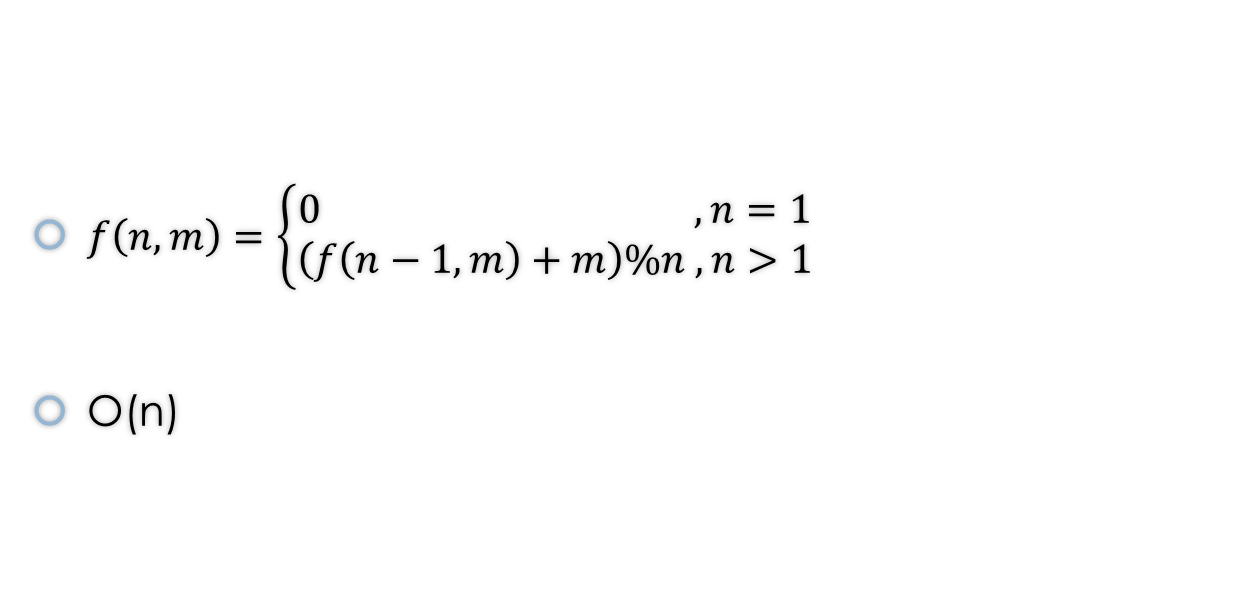 f(n, m) = {0 , n = 1
(f(n − 1, m) + m)%n , n > 1
O(n)